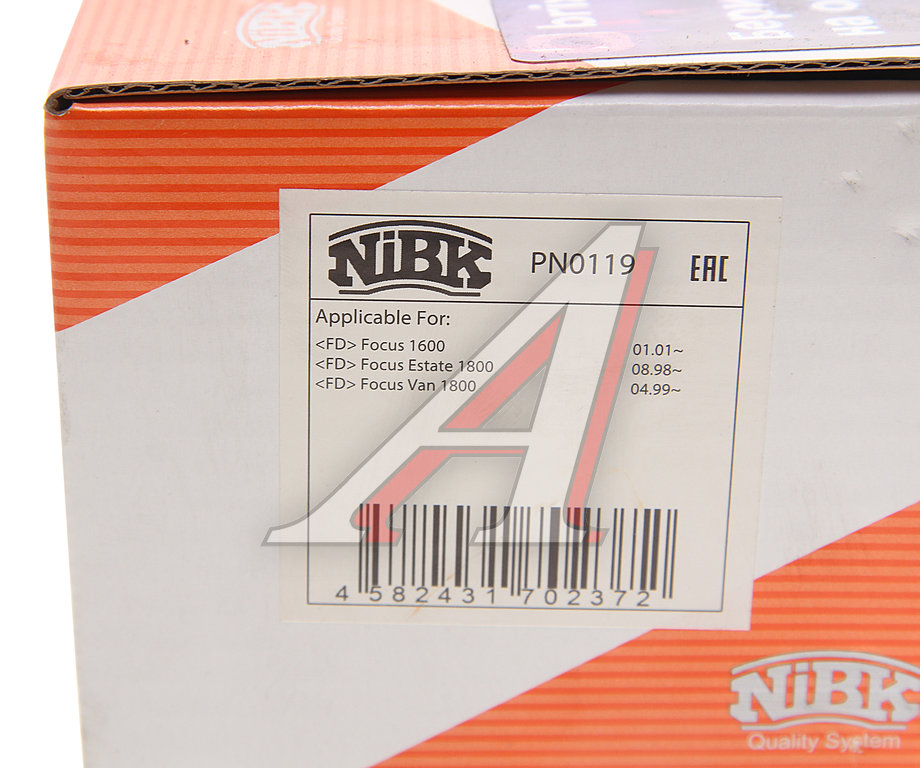 NiBK
NiBK PN0119 EAC
Applicable For:
<FD> Focus 1600 01.01~
<FD> Focus Estate 1800 08.98~
<FD> Focus Van 1800 04.99~
A
4 582431 702372
NiBK
Quality System